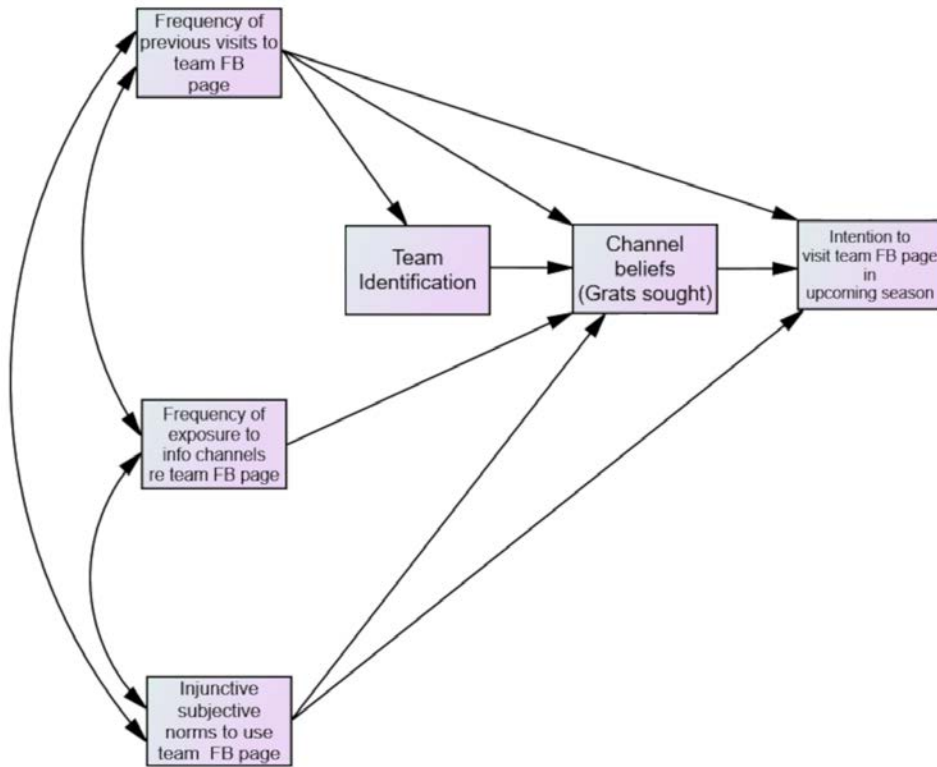 Frequency of
previous visits to
team FB
page
Team
Identification
Channel
beliefs
(Grats sought)
Intention to
visit team FB page
in
upcoming season
Frequency of
exposure to
info channels
re team FB page
Injunctive
subjective
norms to use
team FB page